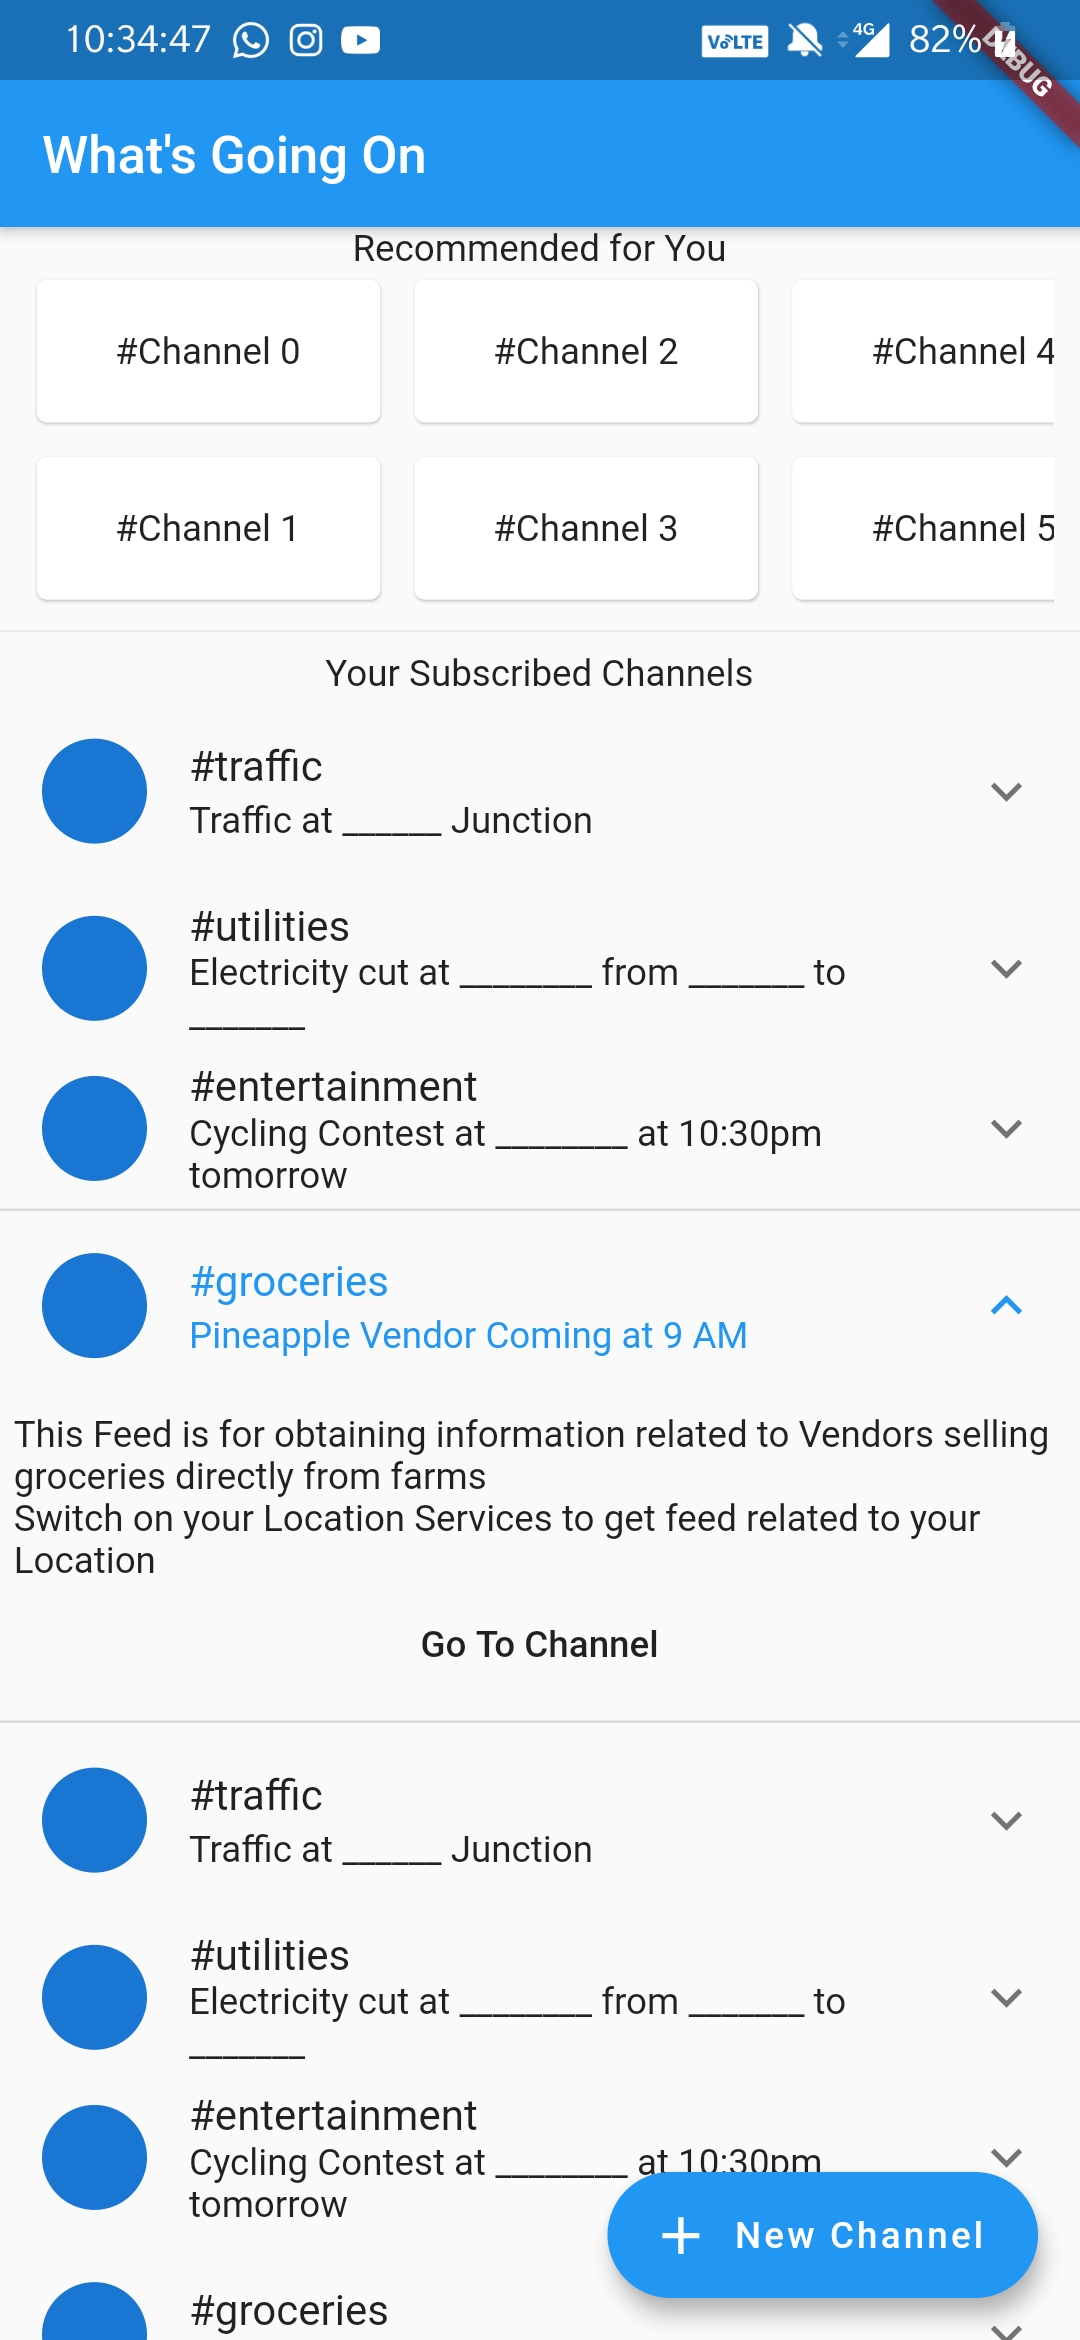 10:34:47 VoLTE 4G 82%
DEBUG
What's Going On
Recommended for You
#Channel 0 #Channel 2 #Channel 4
#Channel 1 #Channel 3 #Channel 5
Your Subscribed Channels
#traffic
Traffic at ______ Junction
#utilities
Electricity cut at ________ from _______ to
_______
#entertainment
Cycling Contest at ________ at 10:30pm
tomorrow
#groceries
Pineapple Vendor Coming at 9 AM
This Feed is for obtaining information related to Vendors selling
groceries directly from farms
Switch on your Location Services to get feed related to your
Location
Go To Channel
#traffic
Traffic at ______ Junction
#utilities
Electricity cut at ________ from _______ to
_______
#entertainment
Cycling Contest at ________ at 10:30pm
tomorrow
New Channel
#groceries